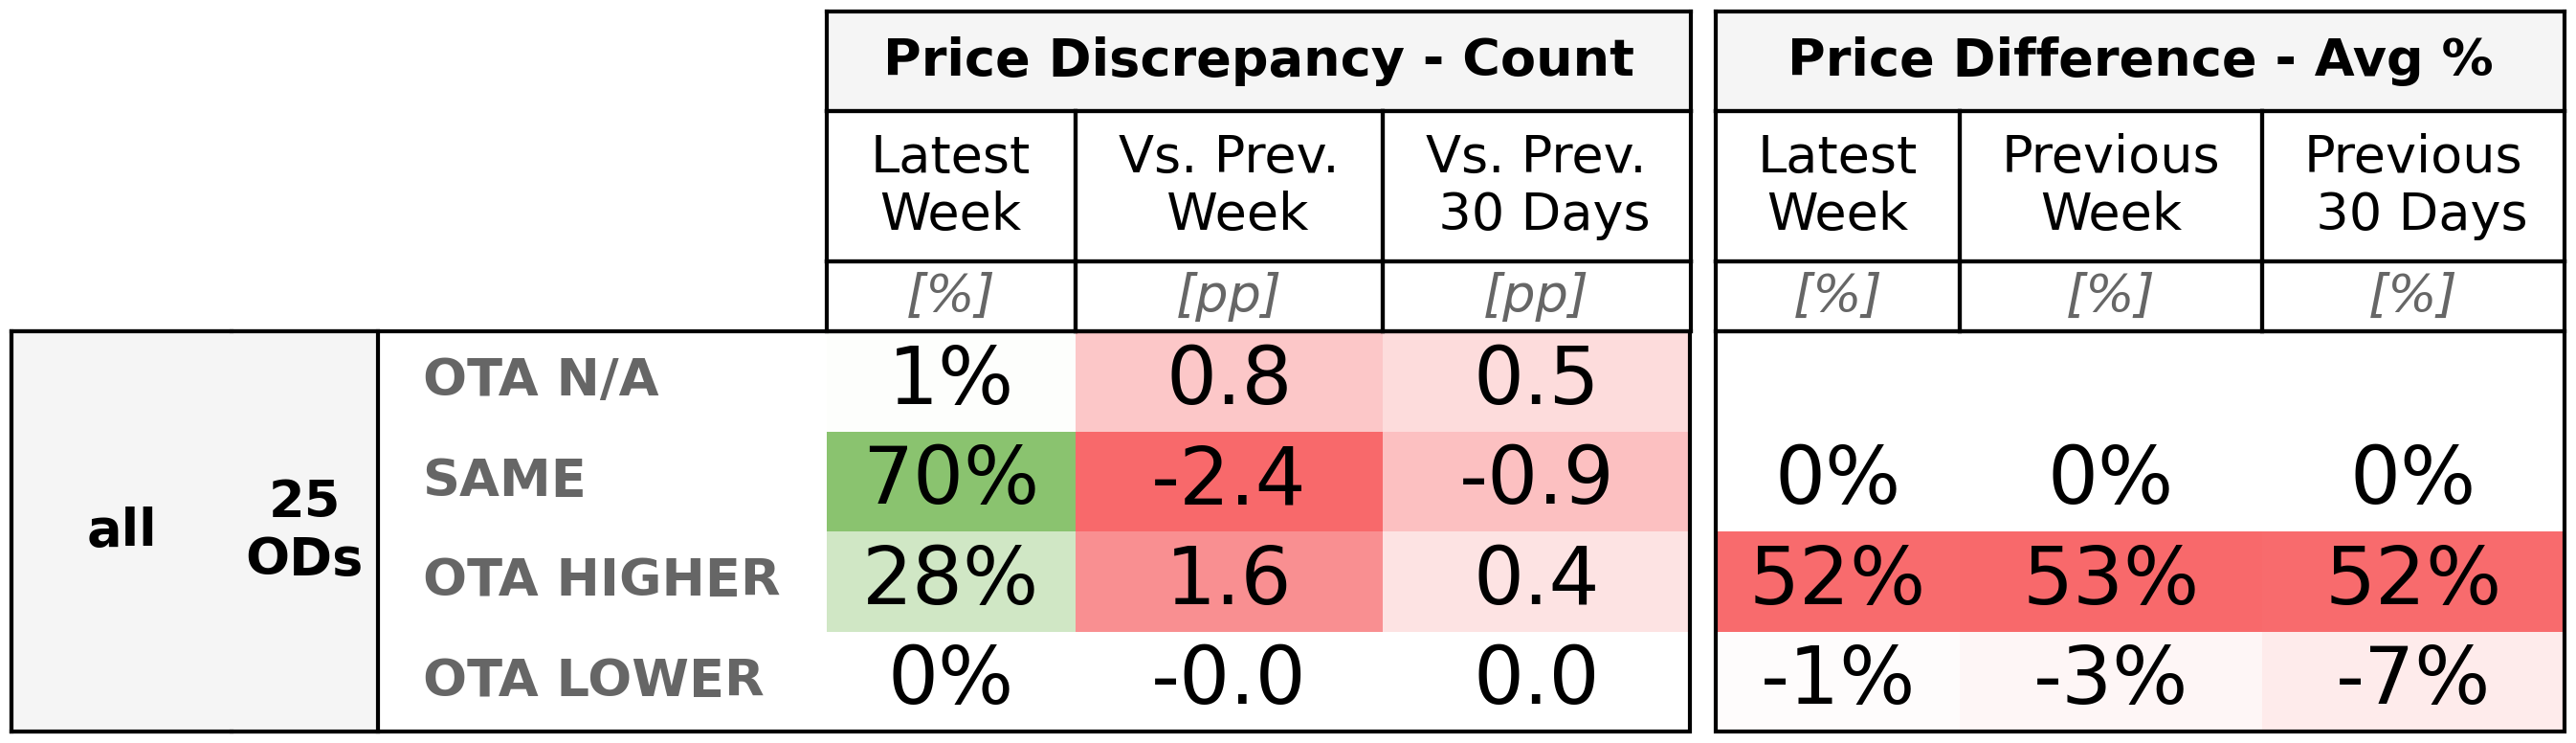 Price Discrepancy - Count Price Difference - Avg %
Latest Week Vs. Prev. Week Vs. Prev. 30 Days Latest Week Previous Week Previous 30 Days
[%] [pp] [pp] [%] [%] [%]
all 25 ODs
OTA N/A 1% 0.8 0.5
SAME 70% -2.4 -0.9 0% 0% 0%
OTA HIGHER 28% 1.6 0.4 52% 53% 52%
OTA LOWER 0% -0.0 0.0 -1% -3% -7%